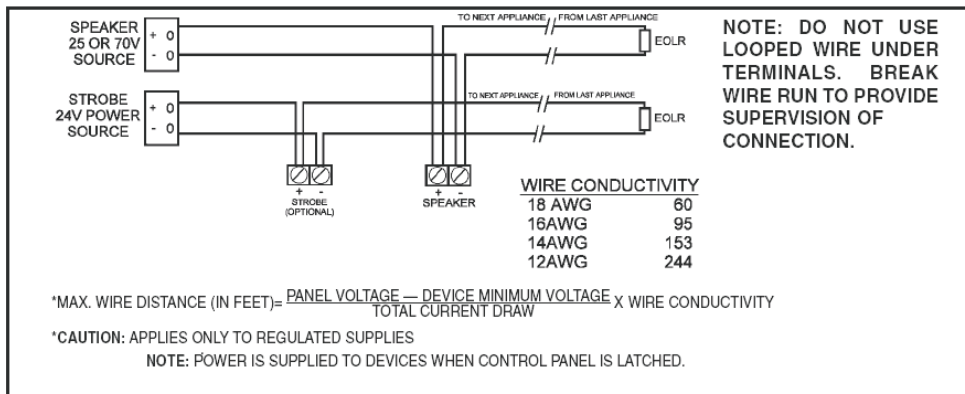 SPEAKER
25 OR 70V
SOURCE
+ O
- O
TO NEXT APPLIANCE
FROM LAST APPLIANCE
EOLR
STROBE
24V POWER
SOURCE
+ O
- O
TO NEXT APPLIANCE
FROM LAST APPLIANCE
EOLR
+ -
STROBE
(OPTIONAL)
+ -
SPEAKER
NOTE: DO NOT USE
LOOPED WIRE UNDER
TERMINALS. BREAK
WIRE RUN TO PROVIDE
SUPERVISION OF
CONNECTION.
WIRE CONDUCTIVITY
18 AWG 60
16AWG 95
14AWG 153
12AWG 244
*MAX. WIRE DISTANCE (IN FEET)= PANEL VOLTAGE — DEVICE MINIMUM VOLTAGE X WIRE CONDUCTIVITY
TOTAL CURRENT DRAW
*CAUTION: APPLIES ONLY TO REGULATED SUPPLIES
NOTE: POWER IS SUPPLIED TO DEVICES WHEN CONTROL PANEL IS LATCHED.